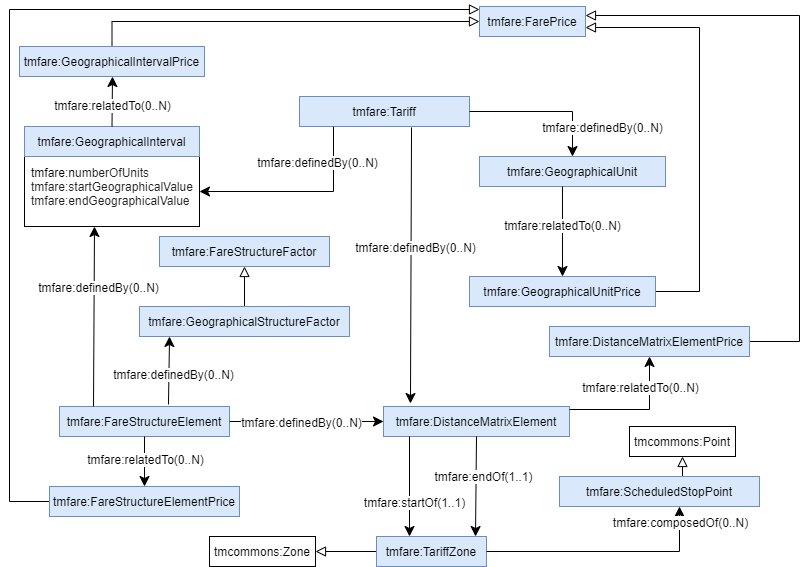 tmfare:FarePrice
tmfare:GeographicalIntervalPrice
tmfare:relatedTo(0..N)
tmfare:Tariff
tmfare:definedBy(0..N)
tmfare:GeographicalInterval
tmfare:definedBy(0..N)
tmfare:GeographicalUnit
tmfare:numberOfUnits
tmfare:startGeographicalValue
tmfare:endGeographicalValue
tmfare:relatedTo(0..N)
tmfare:FareStructureFactor
tmfare:definedBy(0..N)
tmfare:definedBy(0..N)
tmfare:GeographicalUnitPrice
tmfare:GeographicalStructureFactor
tmfare:DistanceMatrixElementPrice
tmfare:definedBy(0..N)
tmfare:relatedTo(0..N)
tmfare:FareStructureElement
tmfare:definedBy(0..N)
tmfare:DistanceMatrixElement
tmcommons:Point
tmfare:relatedTo(0..N)
tmfare:endOf(1..1)
tmfare:ScheduledStopPoint
tmfare:FareStructureElementPrice
tmfare:startOf(1..1)
tmfare:composedOf(0..N)
tmcommons:Zone
tmfare:TariffZone